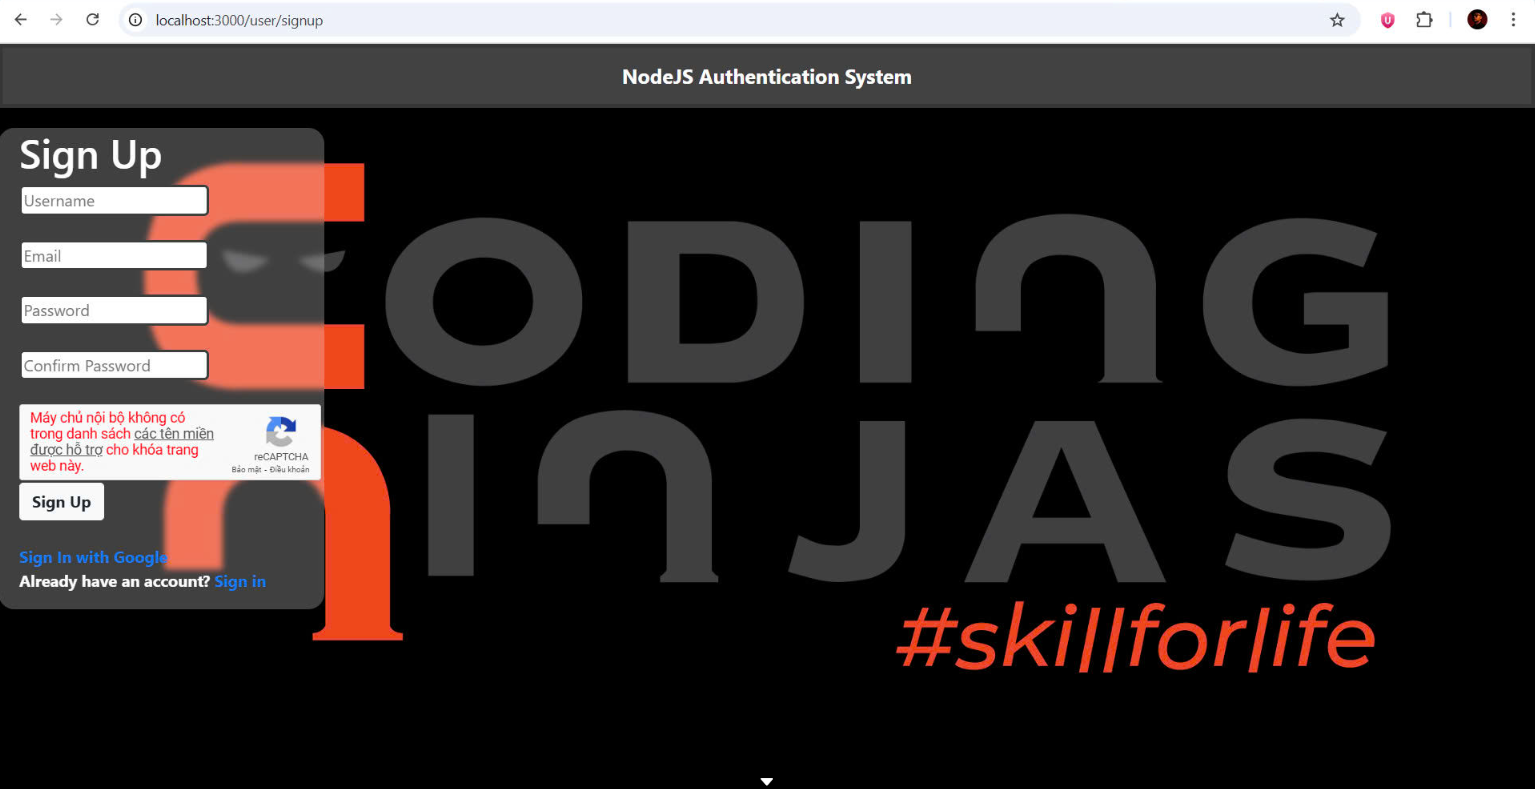 localhost:3000/user/signup
NodeJS Authentication System
Sign Up
Username
Email
Password
Confirm Password
Máy chủ nội bộ không có
trong danh sách các tên miền
được hỗ trợ cho khóa trang
web này.
reCAPTCHA
Bảo mật - Điều khoản
Sign Up
Sign In with Google
Already have an account? Sign in
CODING
NINJAS
#skillforlife